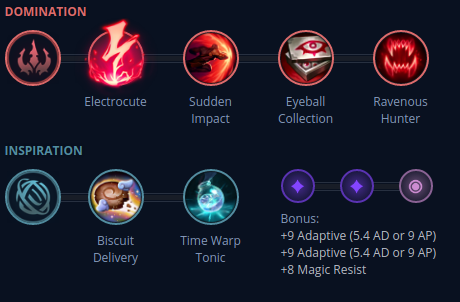 DOMINATION
Electrocute
Sudden
Impact
Eyeball
Collection
Ravenous
Hunter
INSPIRATION
Biscuit
Delivery
Time Warp
Tonic
Bonus:
+9 Adaptive (5.4 AD or 9 AP)
+9 Adaptive (5.4 AD or 9 AP)
+8 Magic Resist